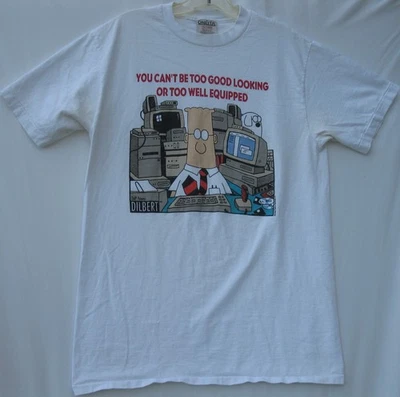 YOU CAN'T BE TOO GOOD LOOKING
OR TOO WELL EQUIPPED
DILBERT